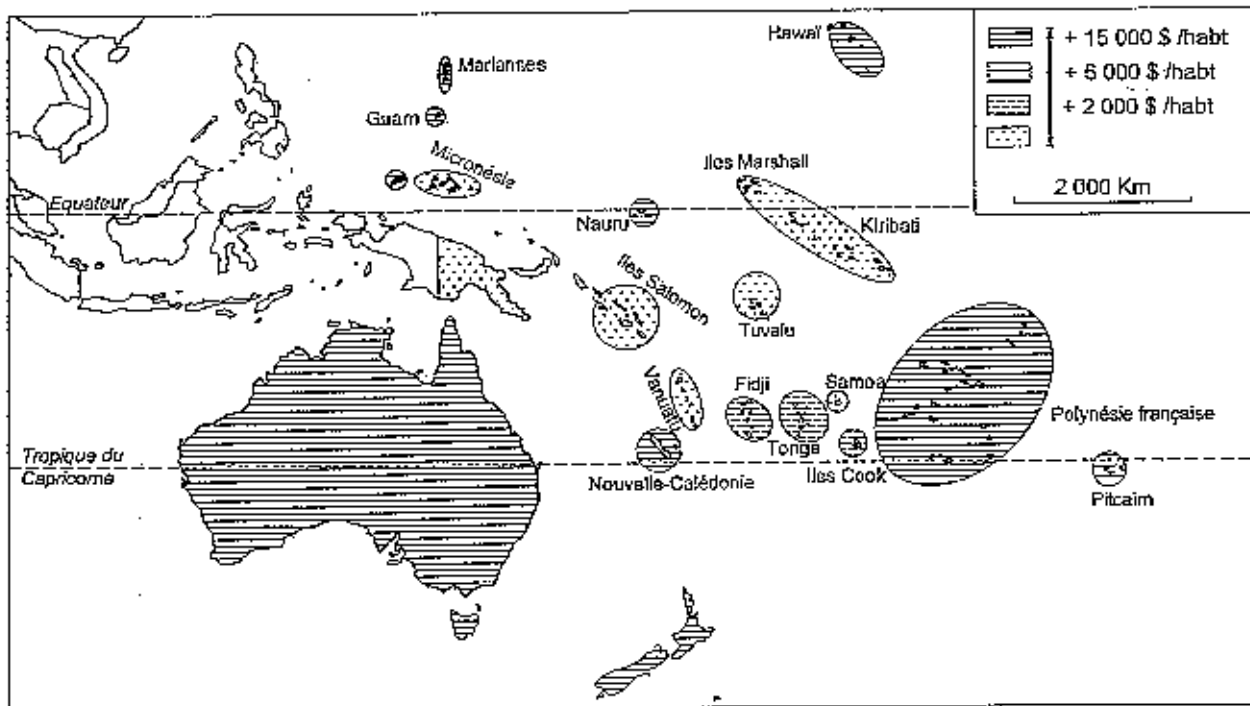 Hawaï
Mariannes
Guam
Micronésie
Iles Marshall
Equateur
Nauru
Kiribati
Iles Salomon
Tuvalu
Vanuatu
Fidji
Samoa
Polynésie française
Tonga
Tropique du
Capricorne
Nouvelle-Calédonie
Iles Cook
Pitcairn
+ 15 000 $ /habt
+ 6 000 $ /habt
+ 2 000 $ /habt
2 000 Km